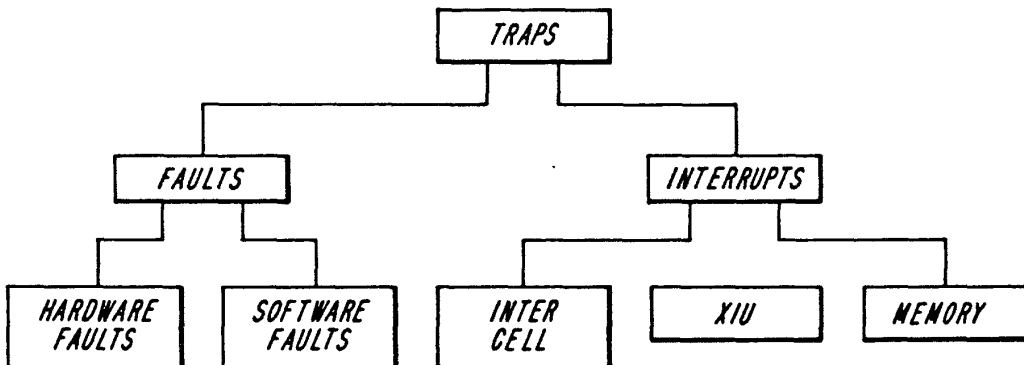 TRAPS
FAULTS
INTERRUPTS
HARDWARE
FAULTS
SOFTWARE
FAULTS
INTER
CELL
XIU
MEMORY